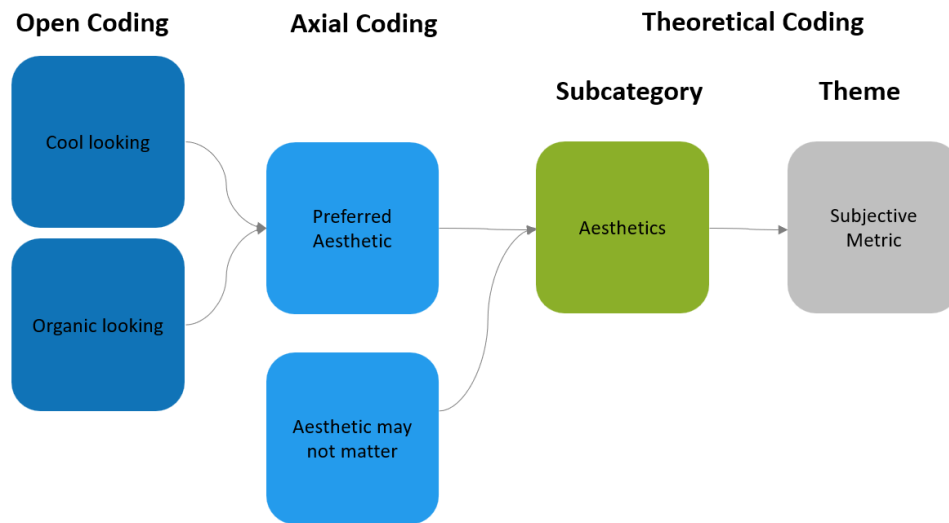 Open Coding
Axial Coding
Theoretical Coding
Subcategory
Theme
Cool looking
Organic looking
Preferred
Aesthetic
Aesthetic may
not matter
Aesthetics
Subjective
Metric